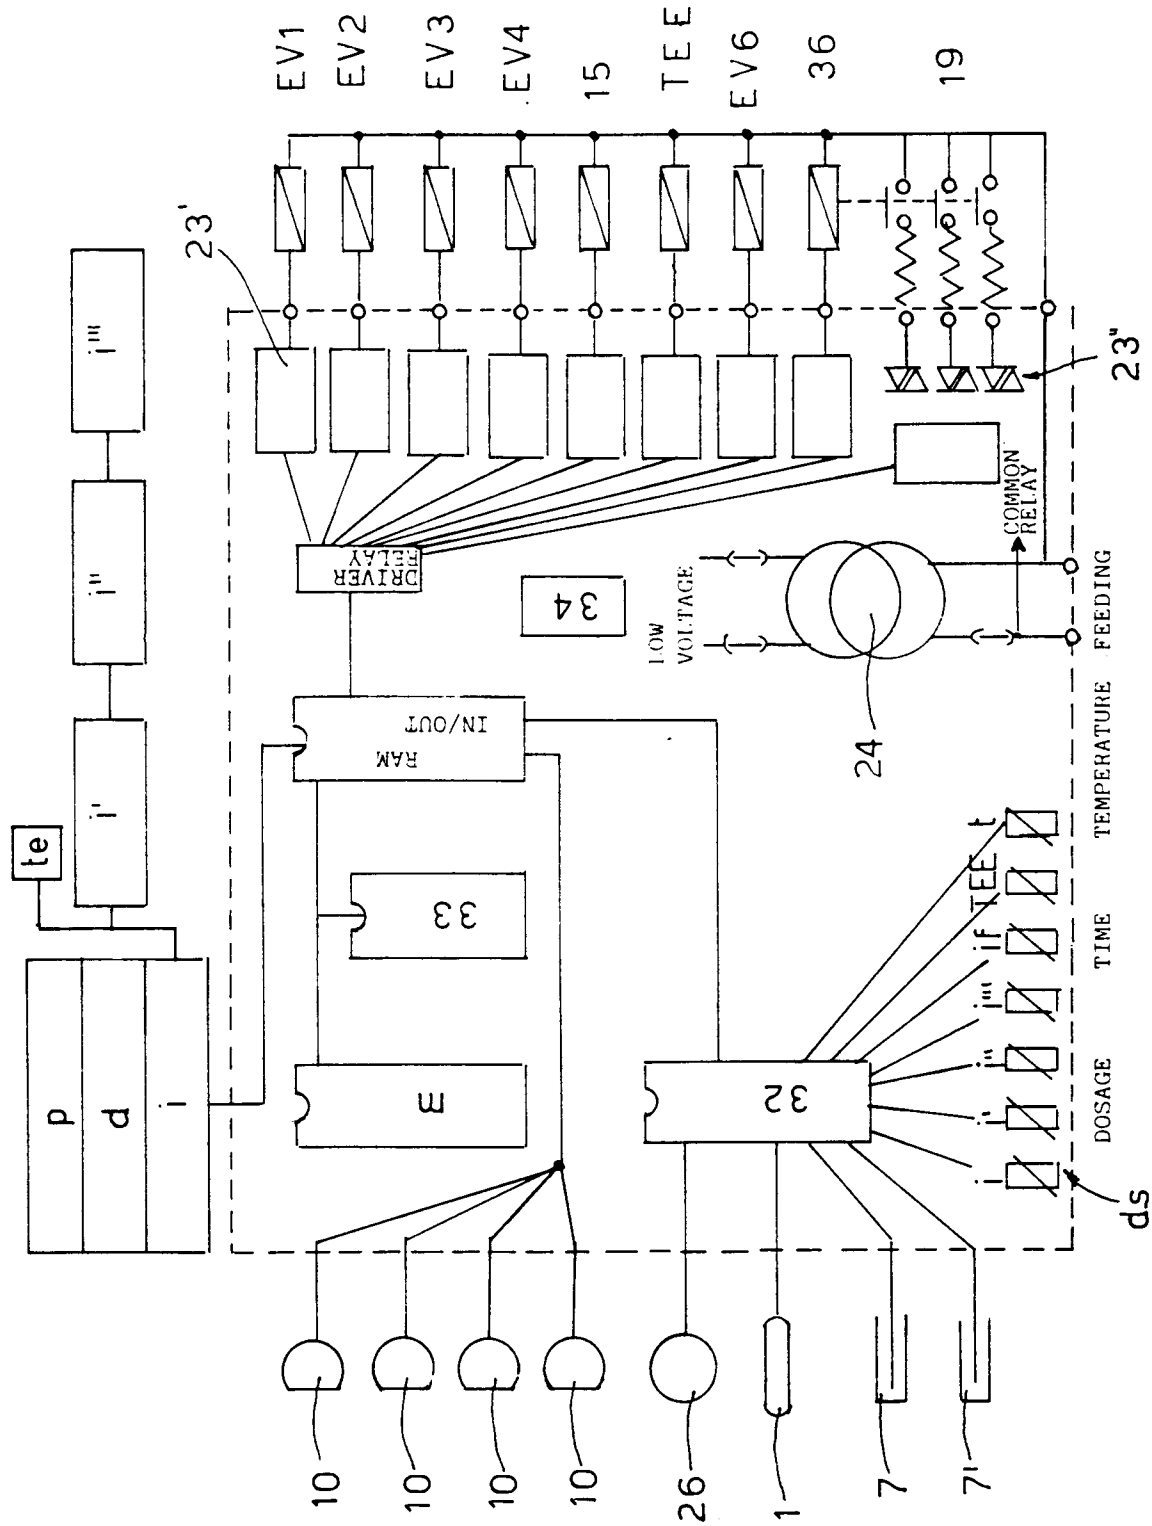 te
p
d
i
i'
i''
i'''
23'
EV1
EV2
EV3
EV4
15
TEE
EV6
36
19
DRIVER
RELAY
RAM
IN/OUT
34
33
m
32
LOW
VOLTAGE
24
COMMON
RELAY
23"
10
10
10
10
26
1
7
7'
i
i'
i''
i'''
if
TEE
t
ds
DOSAGE
TIME
TEMPERATURE
FEEDING